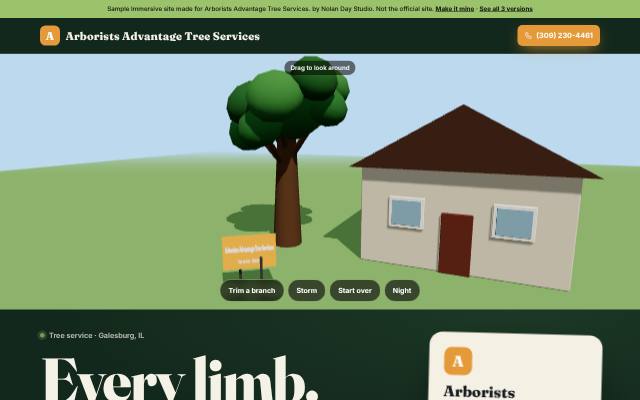 Sample Immersive site made for Arborists Advantage Tree Services. by Nolan Day Studio. Not the official site. Make it mine · See all 3 versions
A Arborists Advantage Tree Services
(309) 230-4461
Drag to look around
Trim a branch Storm Start over Night
Tree service · Galesburg, IL
Every limb.
A
Arborists